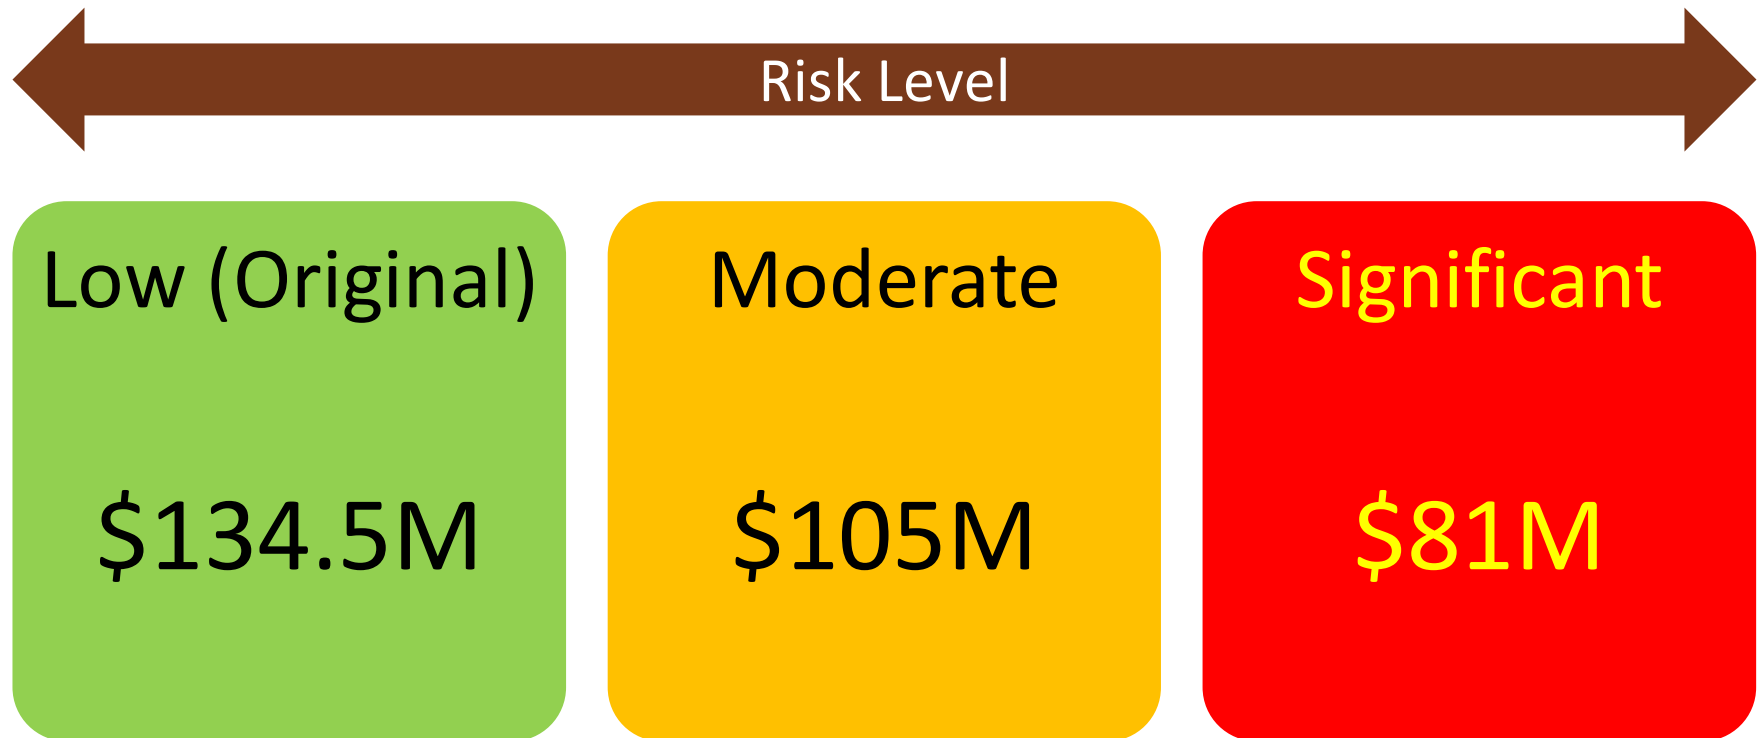 Risk Level
Low (Original)
Moderate
Significant
$134.5M
$105M
$81M